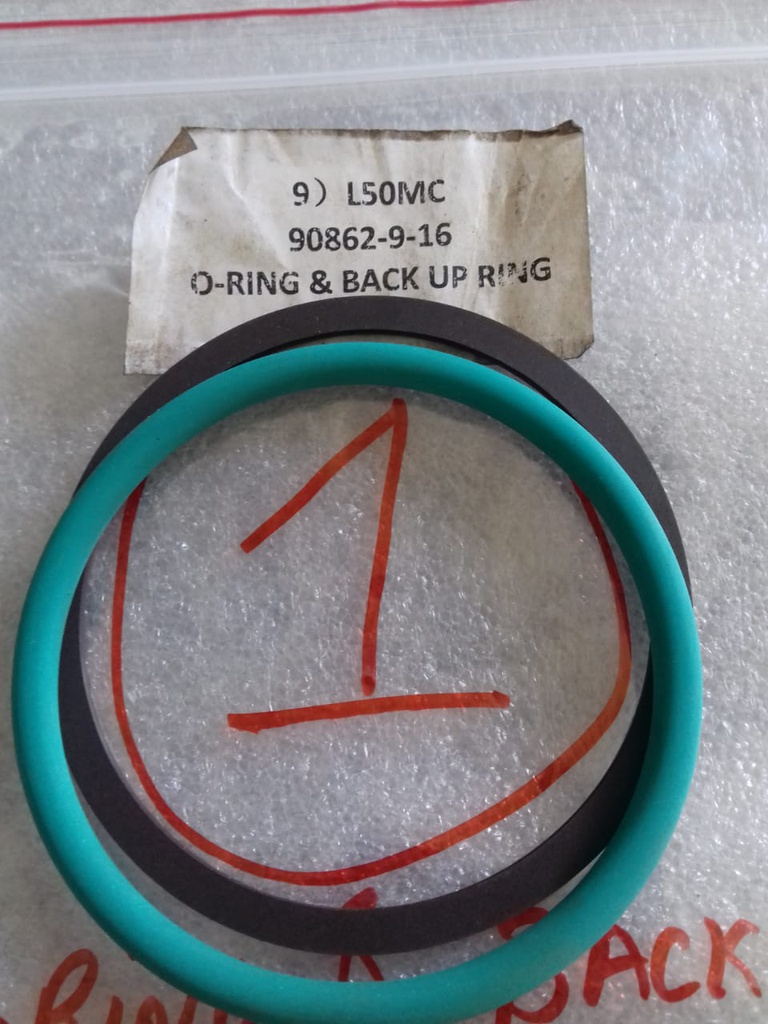 9) L50MC
90862-9-16
O-RING & BACK UP RING
1
BACK